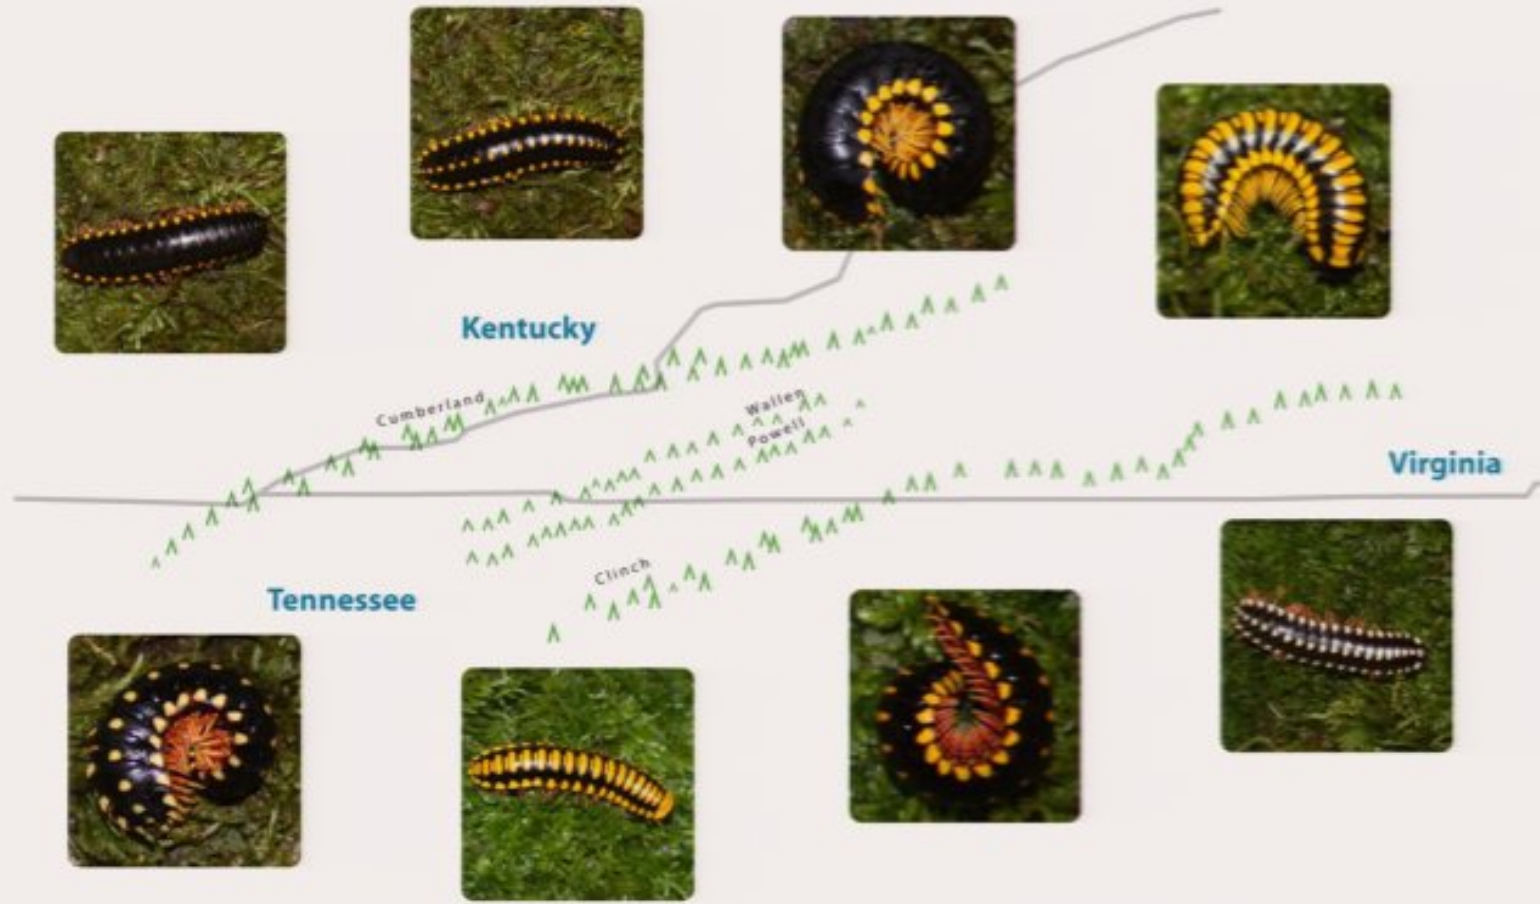 Kentucky
Cumberland
Wallen
Powell
Virginia
Clinch
Tennessee